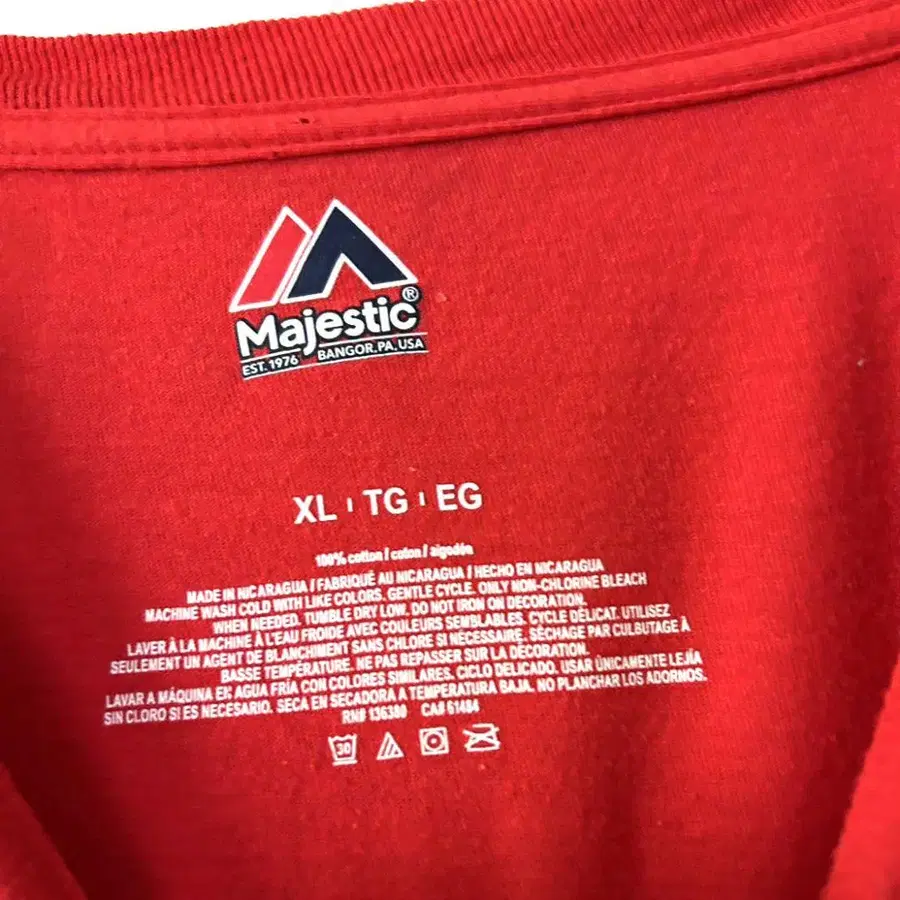 Majestic®
EST. 1976 BANGOR, PA, USA
XL | TG | EG
100% cotton / coton / algodón
MADE IN NICARAGUA / FABRIQUÉ AU NICARAGUA / HECHO EN NICARAGUA
MACHINE WASH COLD WITH LIKE COLORS. GENTLE CYCLE. ONLY NON-CHLORINE BLEACH
WHEN NEEDED. TUMBLE DRY LOW. DO NOT IRON ON DECORATION.
LAVER À LA MACHINE À L'EAU FROIDE AVEC COULEURS SEMBLABLES. CYCLE DÉLICAT. UTILISEZ
SEULEMENT UN AGENT DE BLANCHIMENT SANS CHLORE SI NÉCESSAIRE. SÉCHAGE PAR CULBUTAGE À
BASSE TEMPÉRATURE. NE PAS REPASSER SUR LA DÉCORATION.
LAVAR A MÁQUINA EN AGUA FRÍA CON COLORES SIMILARES. CICLO DELICADO. USAR ÚNICAMENTE LEJÍA
SIN CLORO SI ES NECESARIO. SECA EN SECADORA A TEMPERATURA BAJA. NO PLANCHAR LOS ADORNOS.
RN# 136380 CA# 61484
30